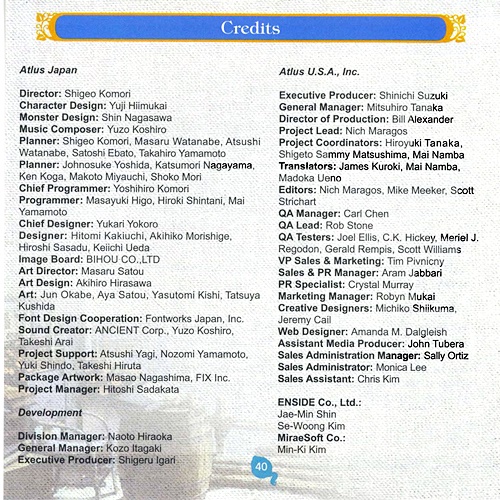 Credits
Atlus Japan
Director: Shigeo Komori
Character Design: Yuji Hiimukai
Monster Design: Shin Nagasawa
Music Composer: Yuzo Koshiro
Planner: Shigeo Komori, Masaru Watanabe, Atsushi
Watanabe, Satoshi Ebato, Takahiro Yamamoto
Planner: Johnosuke Yoshida, Katsumori Nagayama,
Ken Koga, Makoto Miyauchi, Shoko Mori
Chief Programmer: Yoshihiro Komori
Programmer: Masayuki Higo, Hiroki Shintani, Mai
Yamamoto
Chief Designer: Yukari Yokoro
Designer: Hitomi Kakiuchi, Akihiko Morishige,
Hiroshi Sasadu, Keiichi Ueda
Image Board: BIHOU CO.,LTD
Art Director: Masaru Satou
Art Design: Akihiro Hirasawa
Art: Jun Okabe, Aya Satou, Yasutomi Kishi, Tatsuya
Kushida
Font Design Cooperation: Fontworks Japan, Inc.
Sound Creator: ANCIENT Corp., Yuzo Koshiro,
Takeshi Arai
Project Support: Atsushi Yagi, Nozomi Yamamoto,
Yuki Shindo, Takeshi Hiruta
Package Artwork: Masao Nagashima, FIX Inc.
Project Manager: Hitoshi Sadakata
Development
Division Manager: Naoto Hiraoka
General Manager: Kozo Itagaki
Executive Producer: Shigeru Igari
Atlus U.S.A., Inc.
Executive Producer: Shinichi Suzuki
General Manager: Mitsuhiro Tanaka
Director of Production: Bill Alexander
Project Lead: Nich Maragos
Project Coordinators: Hiroyuki Tanaka,
Shigeto Sammy Matsushima, Mai Namba
Translators: James Kuroki, Mai Namba,
Madoka Ueno
Editors: Nich Maragos, Mike Meeker, Scott
Strichart
QA Manager: Carl Chen
QA Lead: Rob Stone
QA Testers: Joel Ellis, C.K. Hickey, Meriel J.
Regodon, Gerald Rempis, Scott Williams
VP Sales & Marketing: Tim Pivnicny
Sales & PR Manager: Aram Jabbari
PR Specialist: Crystal Murray
Marketing Manager: Robyn Mukai
Creative Designers: Michiko Shiikuma,
Jeremy Cail
Web Designer: Amanda M. Dalgleish
Assistant Media Producer: John Tubera
Sales Administration Manager: Sally Ortiz
Sales Administrator: Monica Lee
Sales Assistant: Chris Kim
ENSIDE Co., Ltd.:
Jae-Min Shin
Se-Woong Kim
MiraeSoft Co.:
Min-Ki Kim
40